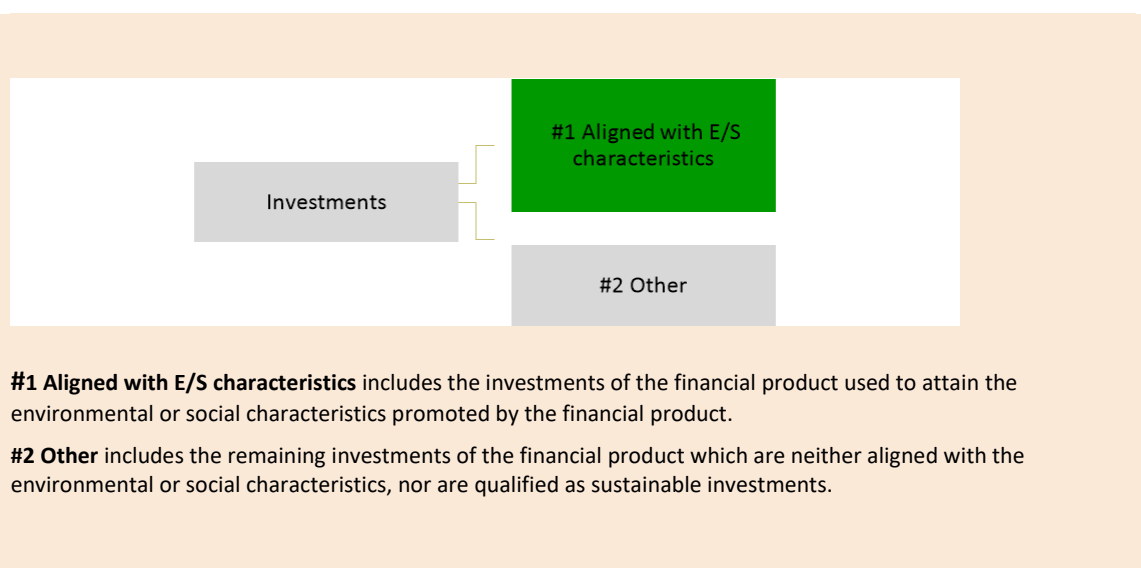 #1 Aligned with E/S
characteristics
Investments
#2 Other
#1 Aligned with E/S characteristics includes the investments of the financial product used to attain the
environmental or social characteristics promoted by the financial product.
#2 Other includes the remaining investments of the financial product which are neither aligned with the
environmental or social characteristics, nor are qualified as sustainable investments.